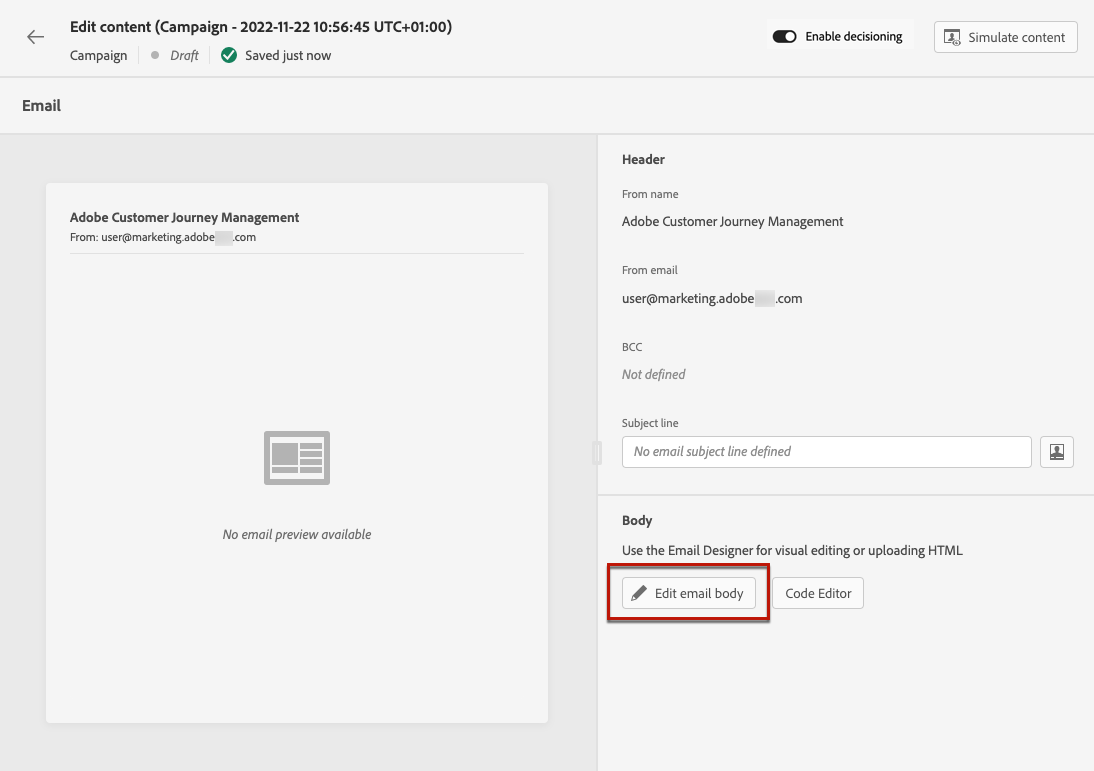 Edit content (Campaign - 2022-11-22 10:56:45 UTC+01:00)
Campaign Draft Saved just now
Enable decisioning
Simulate content
Email
Adobe Customer Journey Management
From: user@marketing.adobe .com
No email preview available
Header
From name
Adobe Customer Journey Management
From email
user@marketing.adobe .com
BCC
Not defined
Subject line
No email subject line defined
Body
Use the Email Designer for visual editing or uploading HTML
Edit email body Code Editor